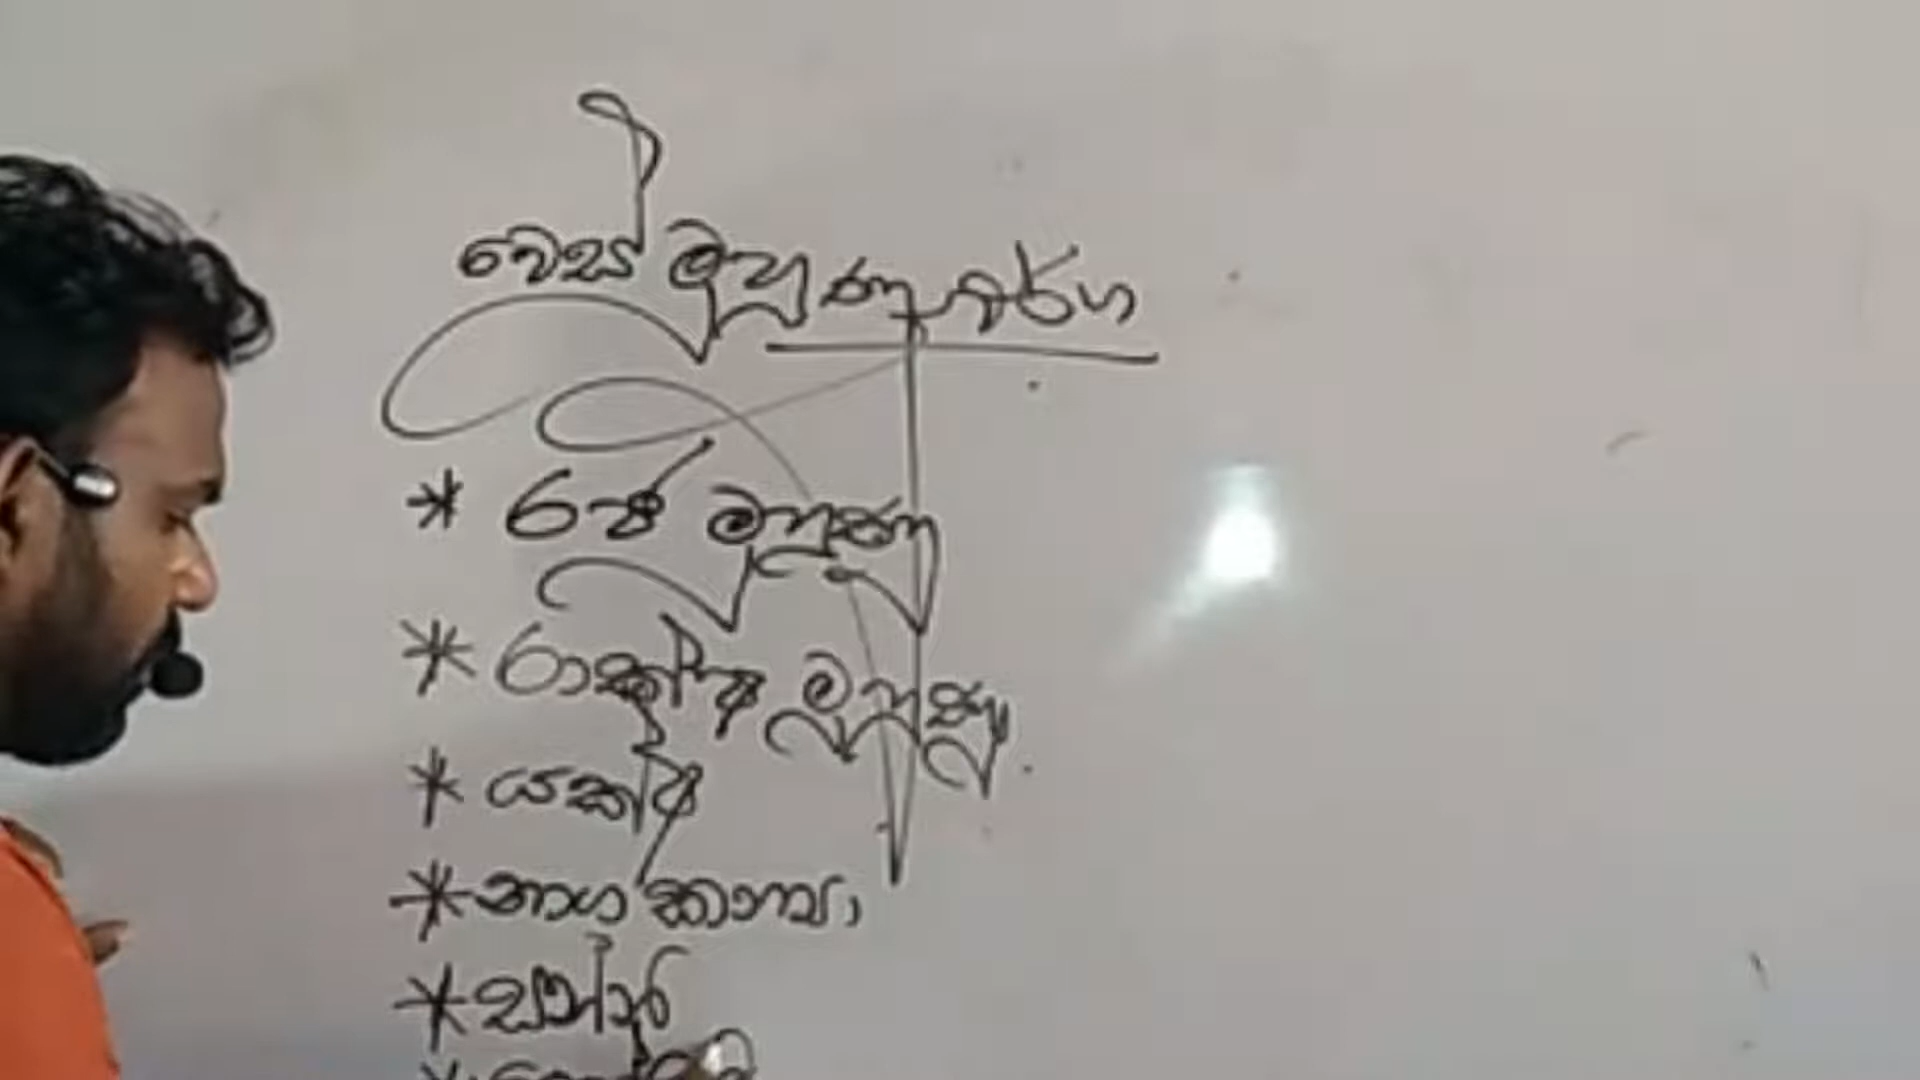 වෙස් මුහුණු වර්ග
* රජ මුහුණු
* රාක්ෂ මුහුණු
* යක්ෂ
* නාග කන්‍යා